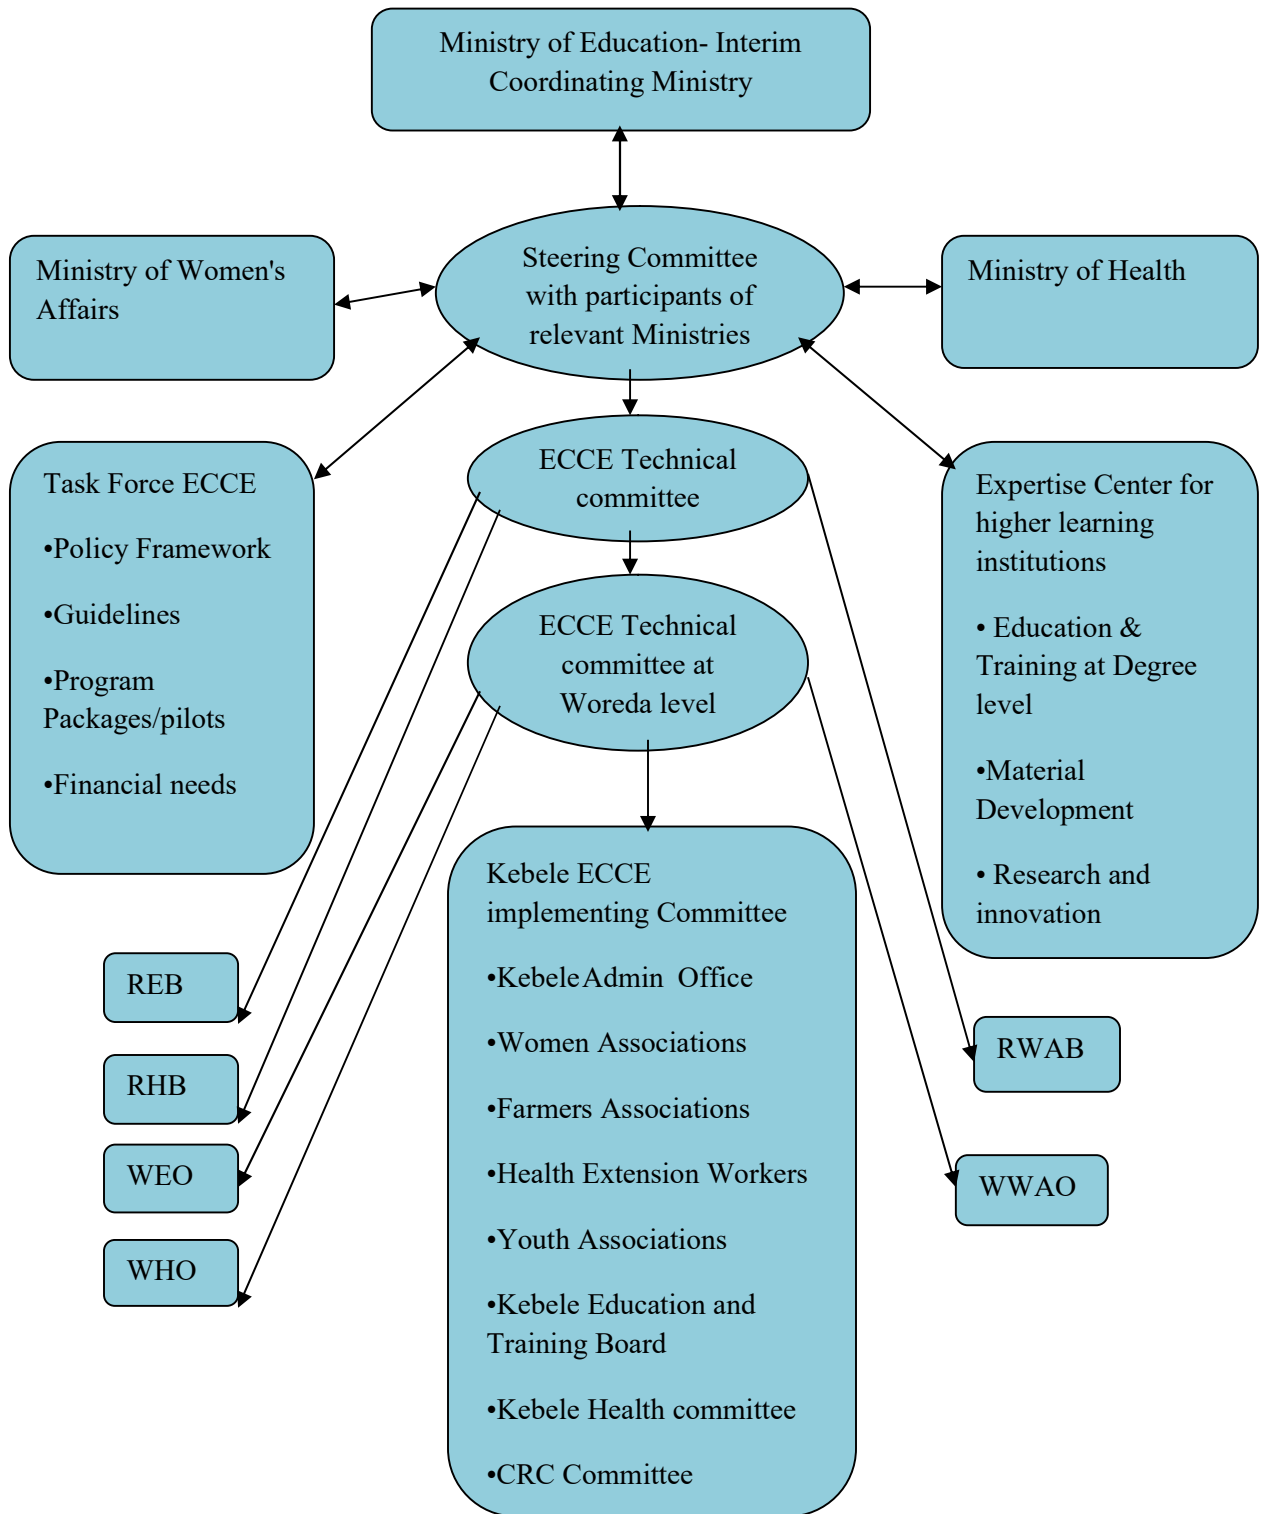 Ministry of Education- Interim
Coordinating Ministry
Steering Committee
with participants of
relevant Ministries
Ministry of Women's
Affairs
Ministry of Health
Task Force ECCE
•Policy Framework
•Guidelines
•Program
Packages/pilots
•Financial needs
ECCE Technical
committee
ECCE Technical
committee at
Woreda level
Expertise Center for
higher learning
institutions
• Education &
Training at Degree
level
•Material
Development
• Research and
innovation
Kebele ECCE
implementing Committee
•Kebele Admin Office
•Women Associations
•Farmers Associations
•Health Extension Workers
•Youth Associations
•Kebele Education and
Training Board
•Kebele Health committee
•CRC Committee
REB
RHB
WEO
WHO
RWAB
WWAO